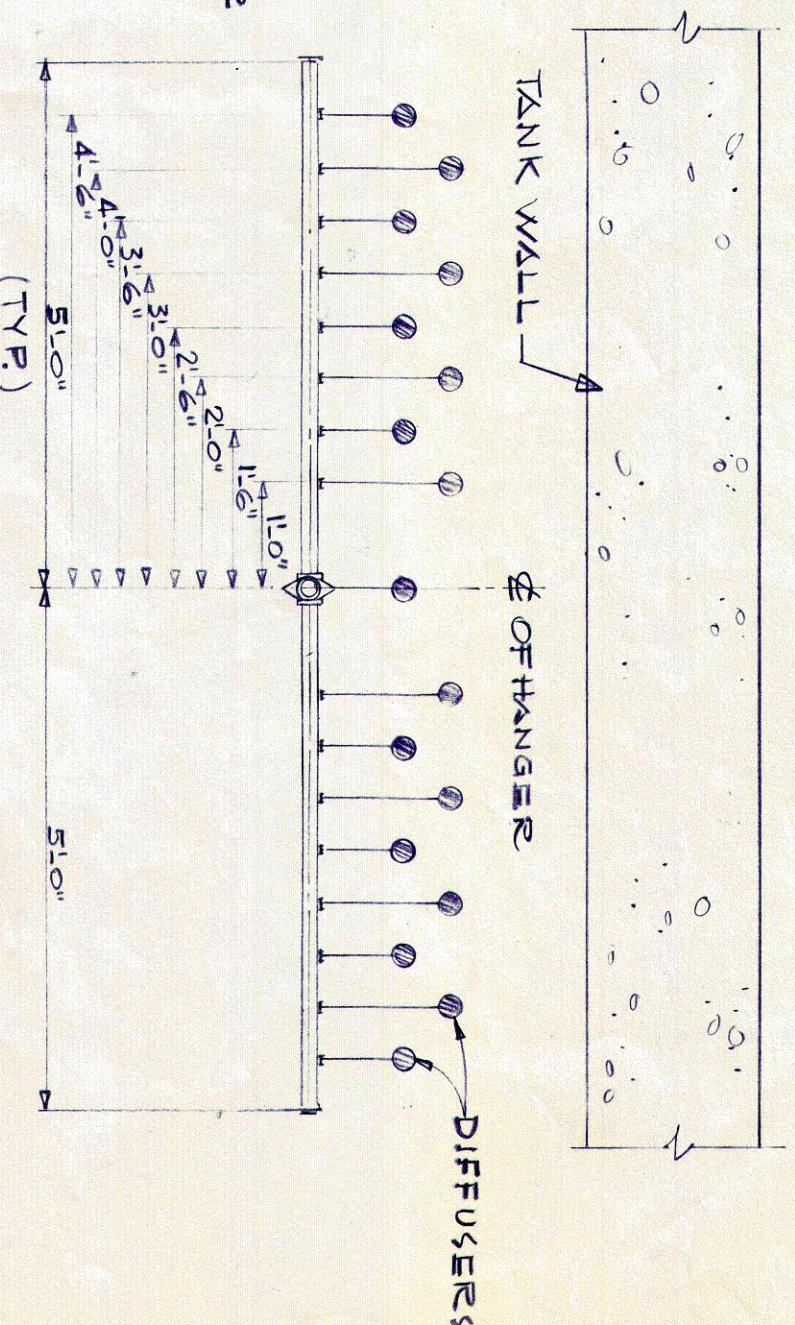 TANK WALL
℄ OF HANGER
DIFFUSERS
1'-0"
1'-6"
2'-0"
2'-6"
3'-0"
3'-6"
4'-0"
4'-6"
5'-0"
5'-0"
(TYP.)